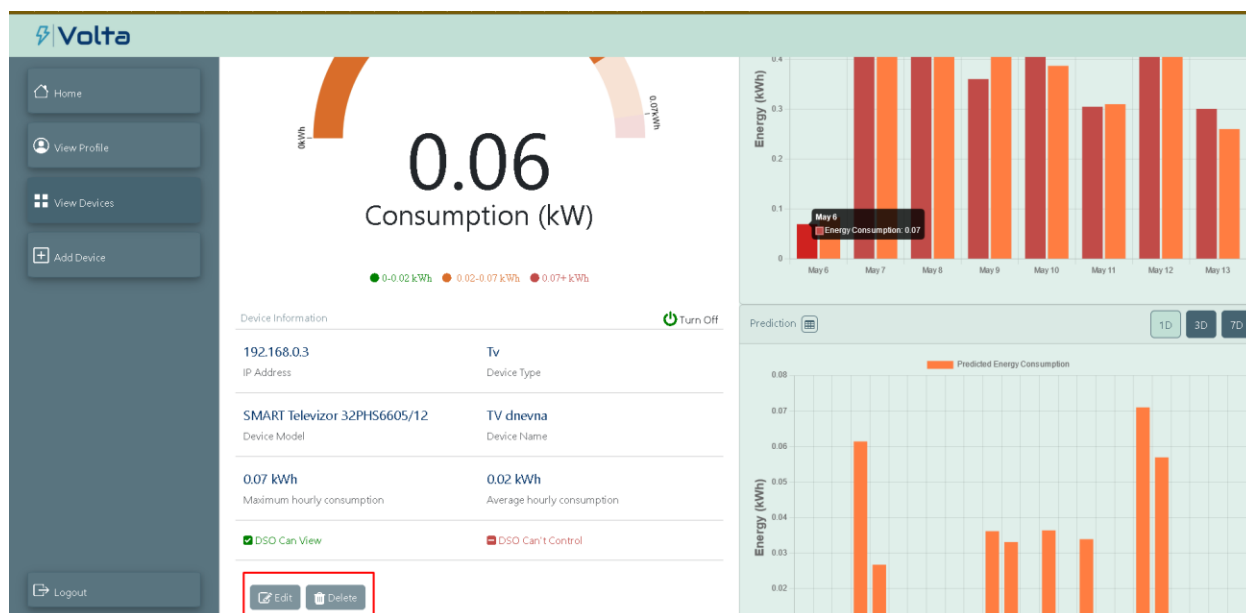 Volta
Home
View Profile
View Devices
Add Device
Logout
0kWh
0.07kWh
0.06
Consumption (kW)
0-0.02 kWh 0.02-0.07 kWh 0.07+ kWh
Device Information
Turn Off
192.168.0.3
IP Address
Tv
Device Type
SMART Televizor 32PHS6605/12
Device Model
TV dnevna
Device Name
0.07 kWh
Maximum hourly consumption
0.02 kWh
Average hourly consumption
DSO Can View
DSO Can't Control
Edit
Delete
Energy (kWh)
0.4
0.3
0.2
0.1
0
May 6
Energy Consumption: 0.07
May 6 May 7 May 8 May 9 May 10 May 11 May 12 May 13
Prediction
1D 3D 7D
Predicted Energy Consumption
Energy (kWh)
0.08
0.07
0.06
0.05
0.04
0.03
0.02